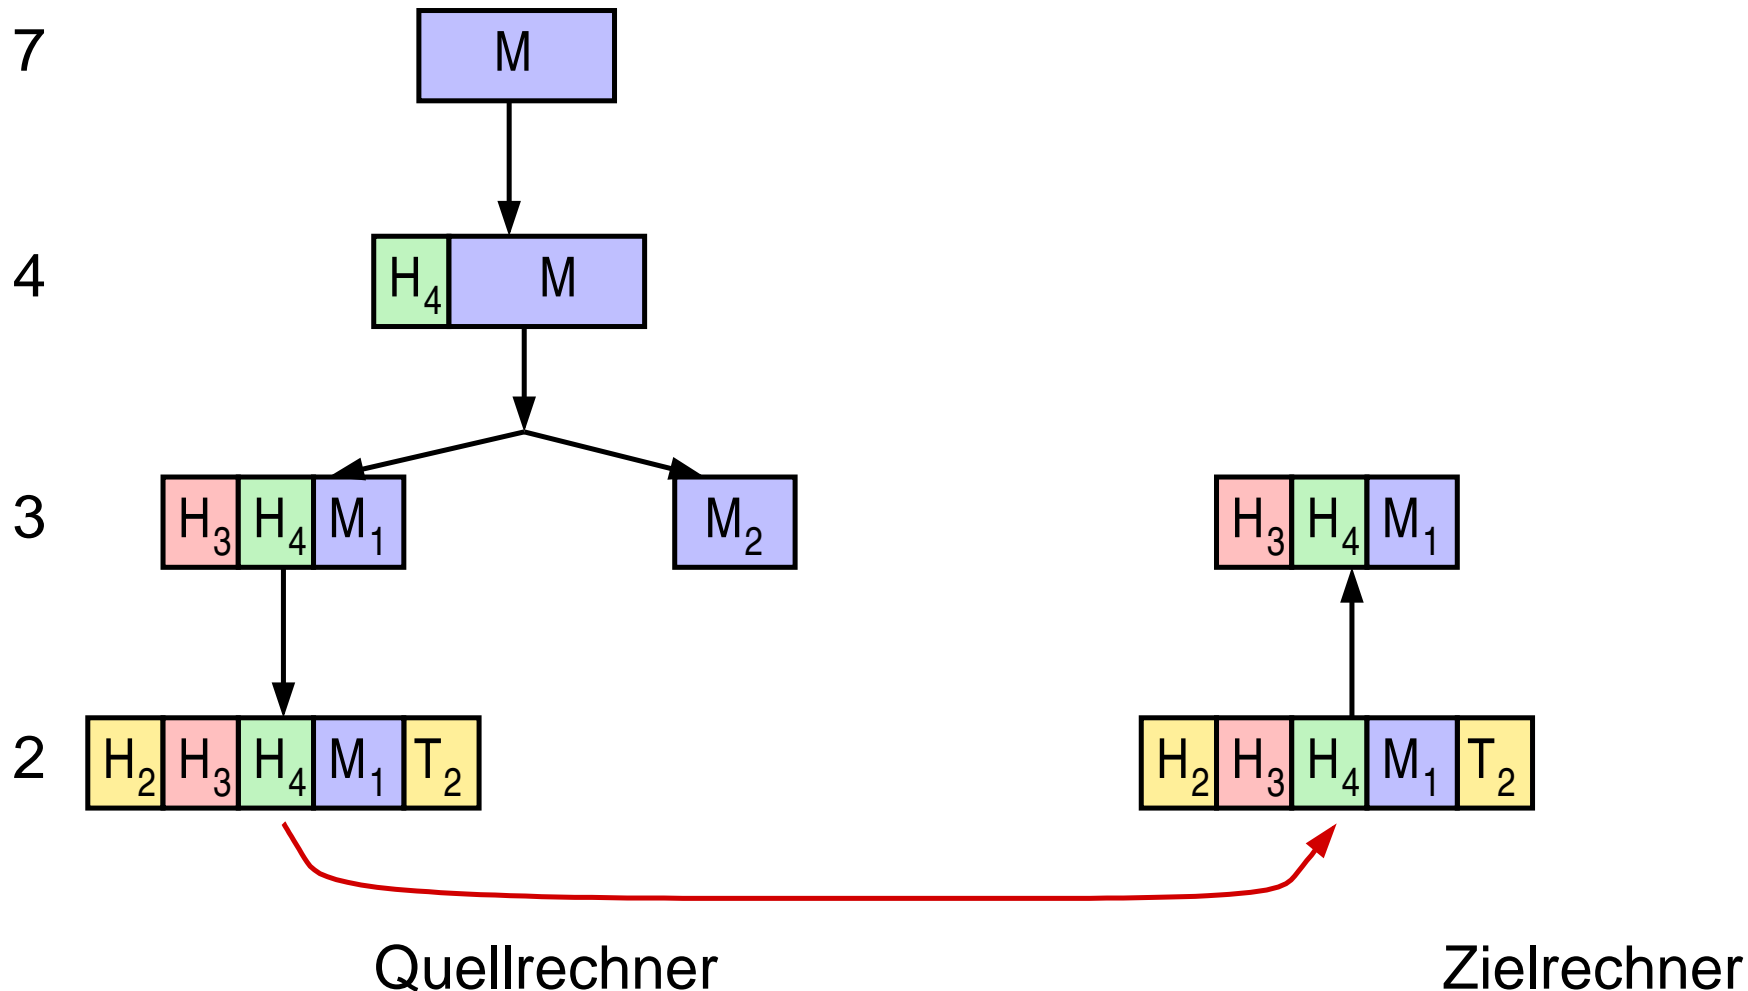 7 M
4 H4 M
3 H3 H4 M1 M2 H3 H4 M1
2 H2 H3 H4 M1 T2 H2 H3 H4 M1 T2
Quellrechner Zielrechner